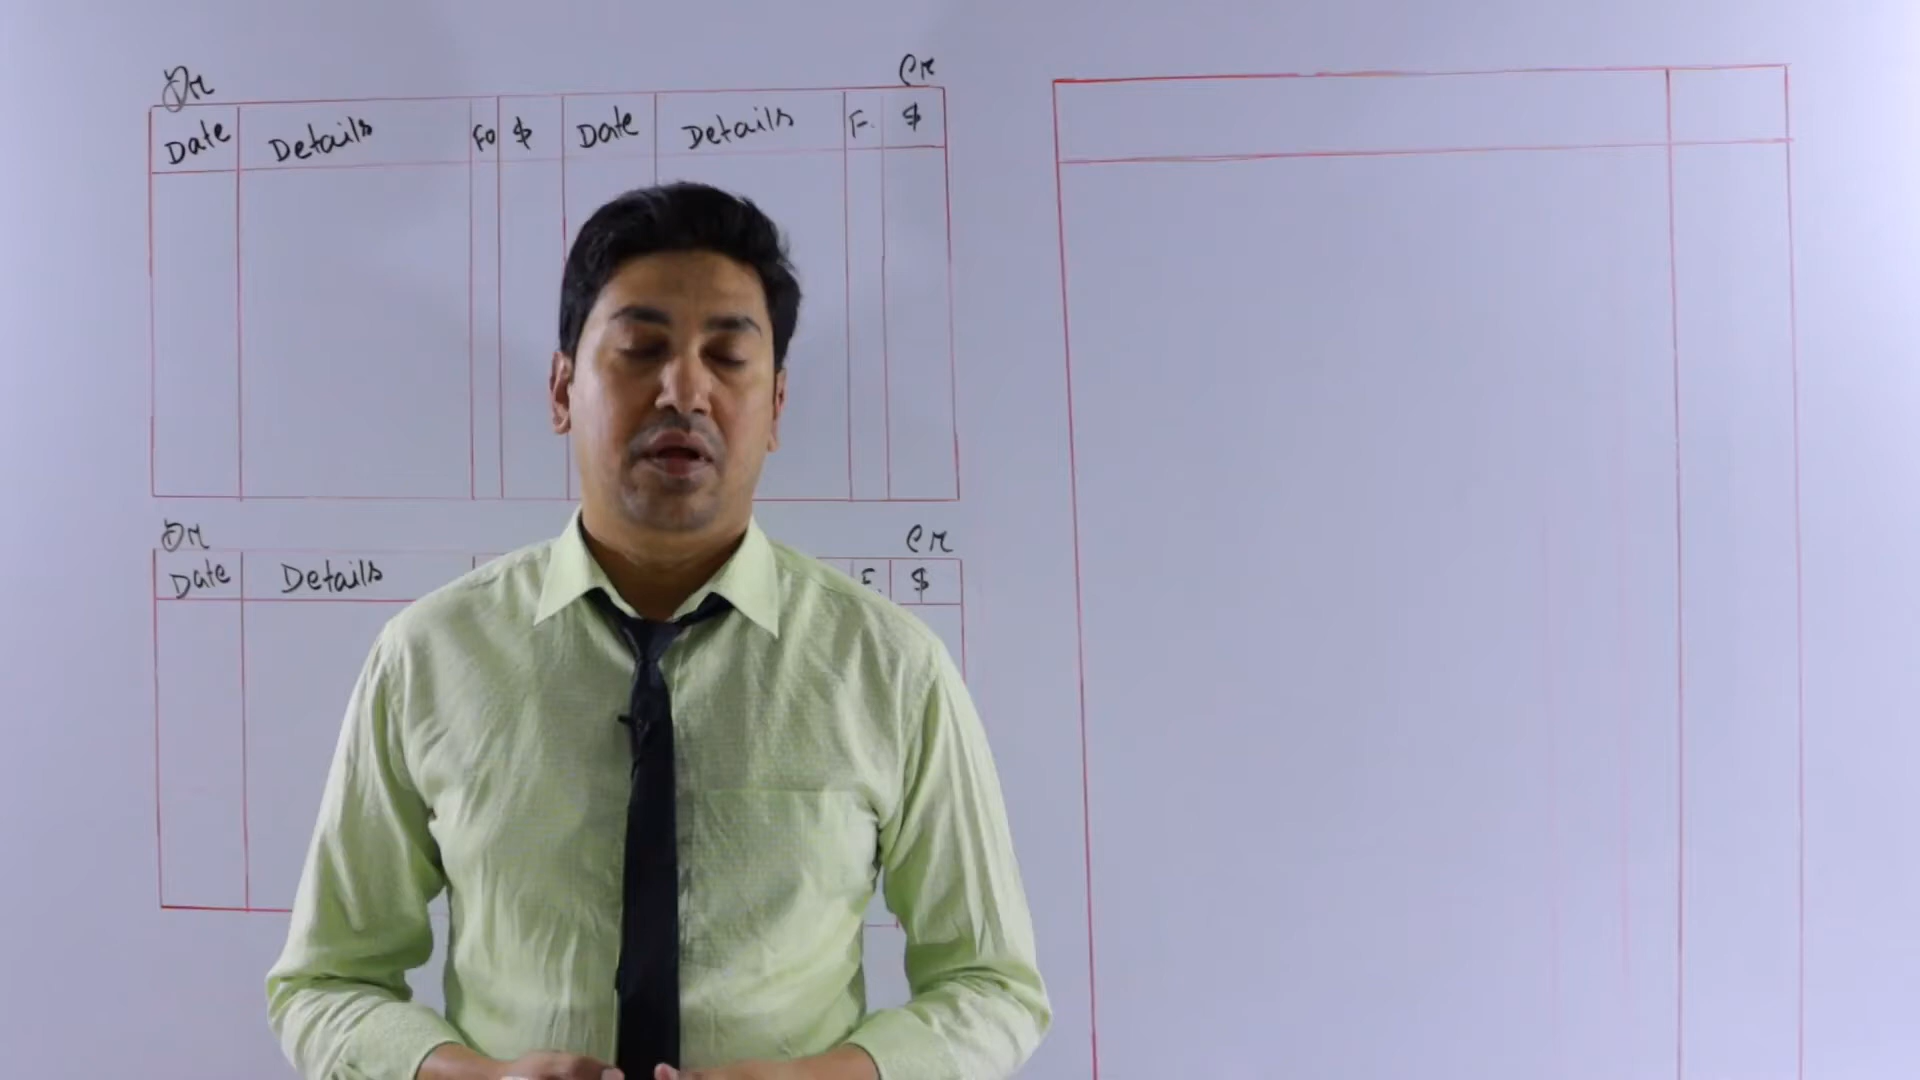 Dr Cr
Date Details Fo $ Date Details F. $
Dr Cr
Date Details F. $